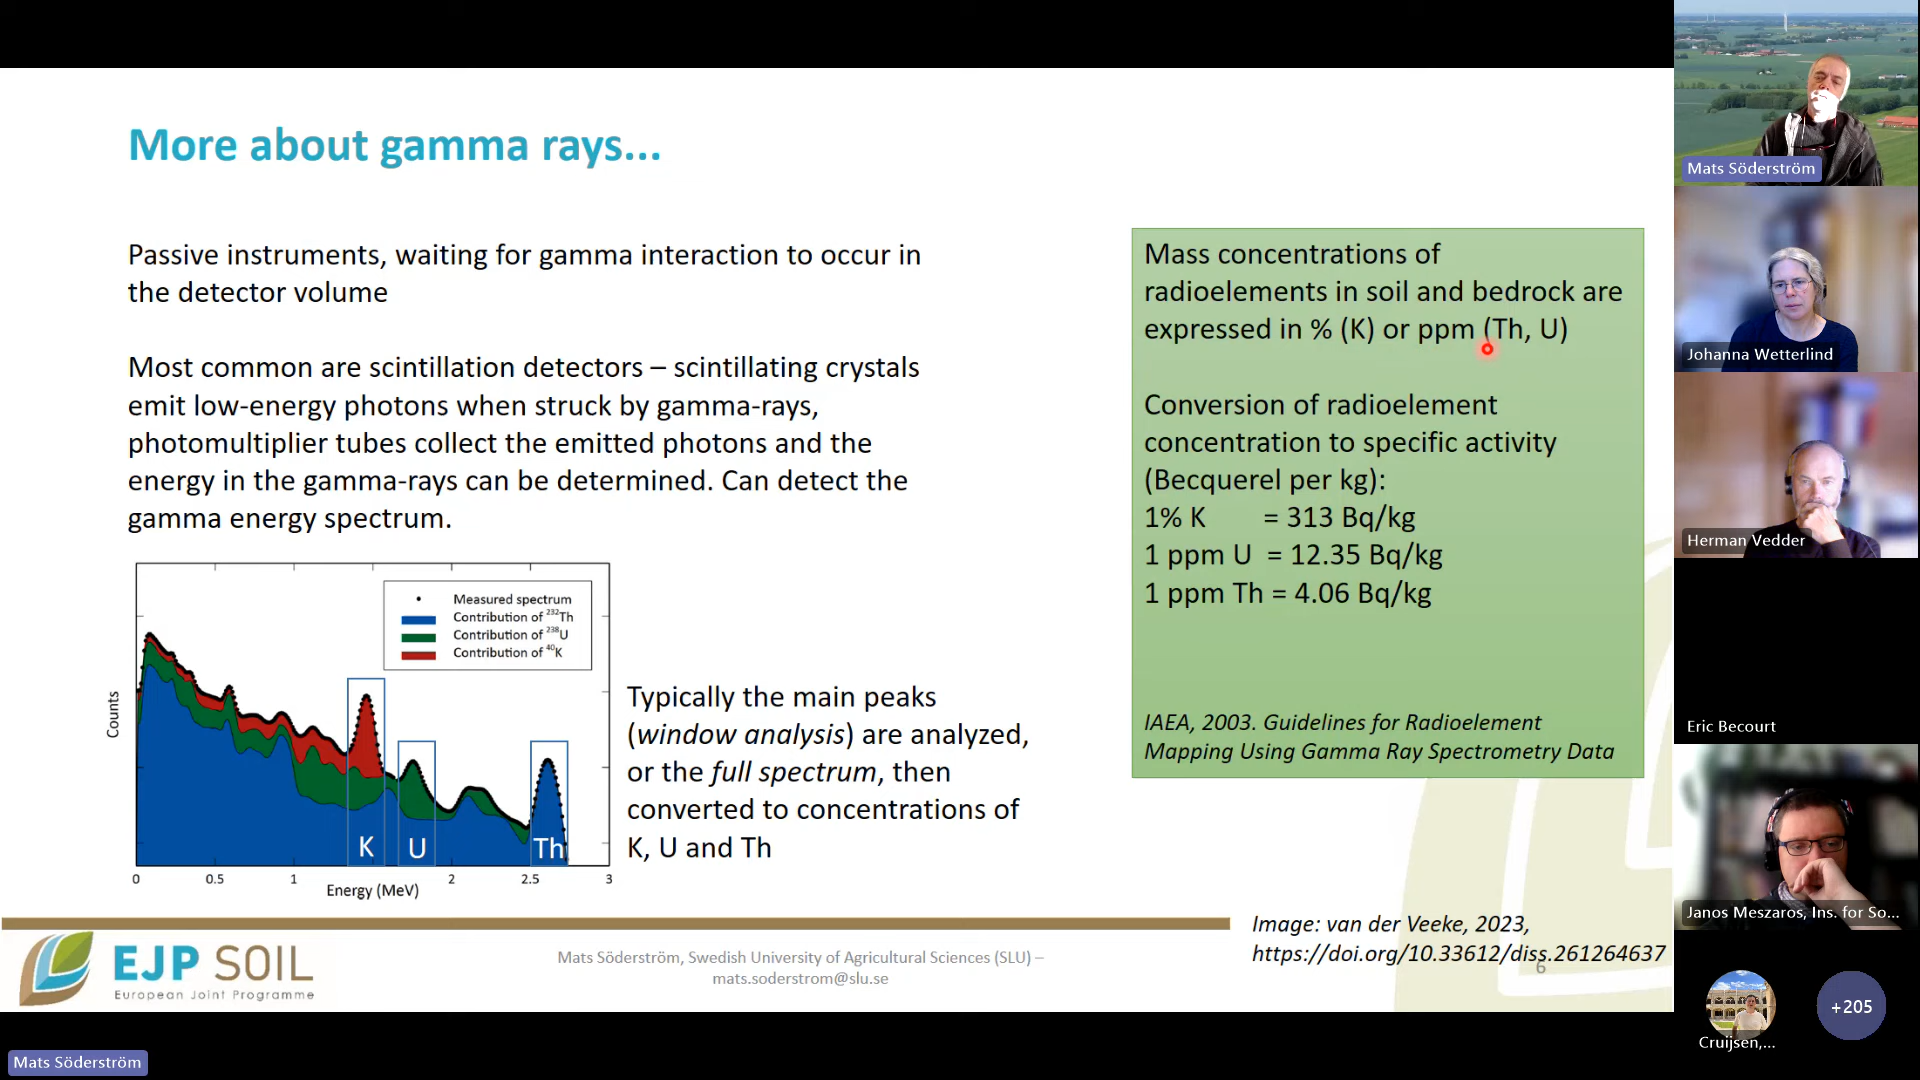 More about gamma rays...
Passive instruments, waiting for gamma interaction to occur in
the detector volume
Most common are scintillation detectors – scintillating crystals
emit low-energy photons when struck by gamma-rays,
photomultiplier tubes collect the emitted photons and the
energy in the gamma-rays can be determined. Can detect the
gamma energy spectrum.
Measured spectrum
Contribution of 232Th
Contribution of 238U
Contribution of 40K
Counts
K
U
Th
0 0.5 1 2 2.5 3
Energy (MeV)
Typically the main peaks
(window analysis) are analyzed,
or the full spectrum, then
converted to concentrations of
K, U and Th
Mass concentrations of
radioelements in soil and bedrock are
expressed in % (K) or ppm (Th, U)
Conversion of radioelement
concentration to specific activity
(Becquerel per kg):
1% K = 313 Bq/kg
1 ppm U = 12.35 Bq/kg
1 ppm Th = 4.06 Bq/kg
IAEA, 2003. Guidelines for Radioelement
Mapping Using Gamma Ray Spectrometry Data
Image: van der Veeke, 2023,
https://doi.org/10.33612/diss.261264637
6
EJP SOIL
European Joint Programme
Mats Söderström, Swedish University of Agricultural Sciences (SLU) –
mats.soderstrom@slu.se
Mats Söderström
Mats Söderström
Johanna Wetterlind
Herman Vedder
Eric Becourt
Janos Meszaros, Ins. for So...
Cruijsen,...
+205